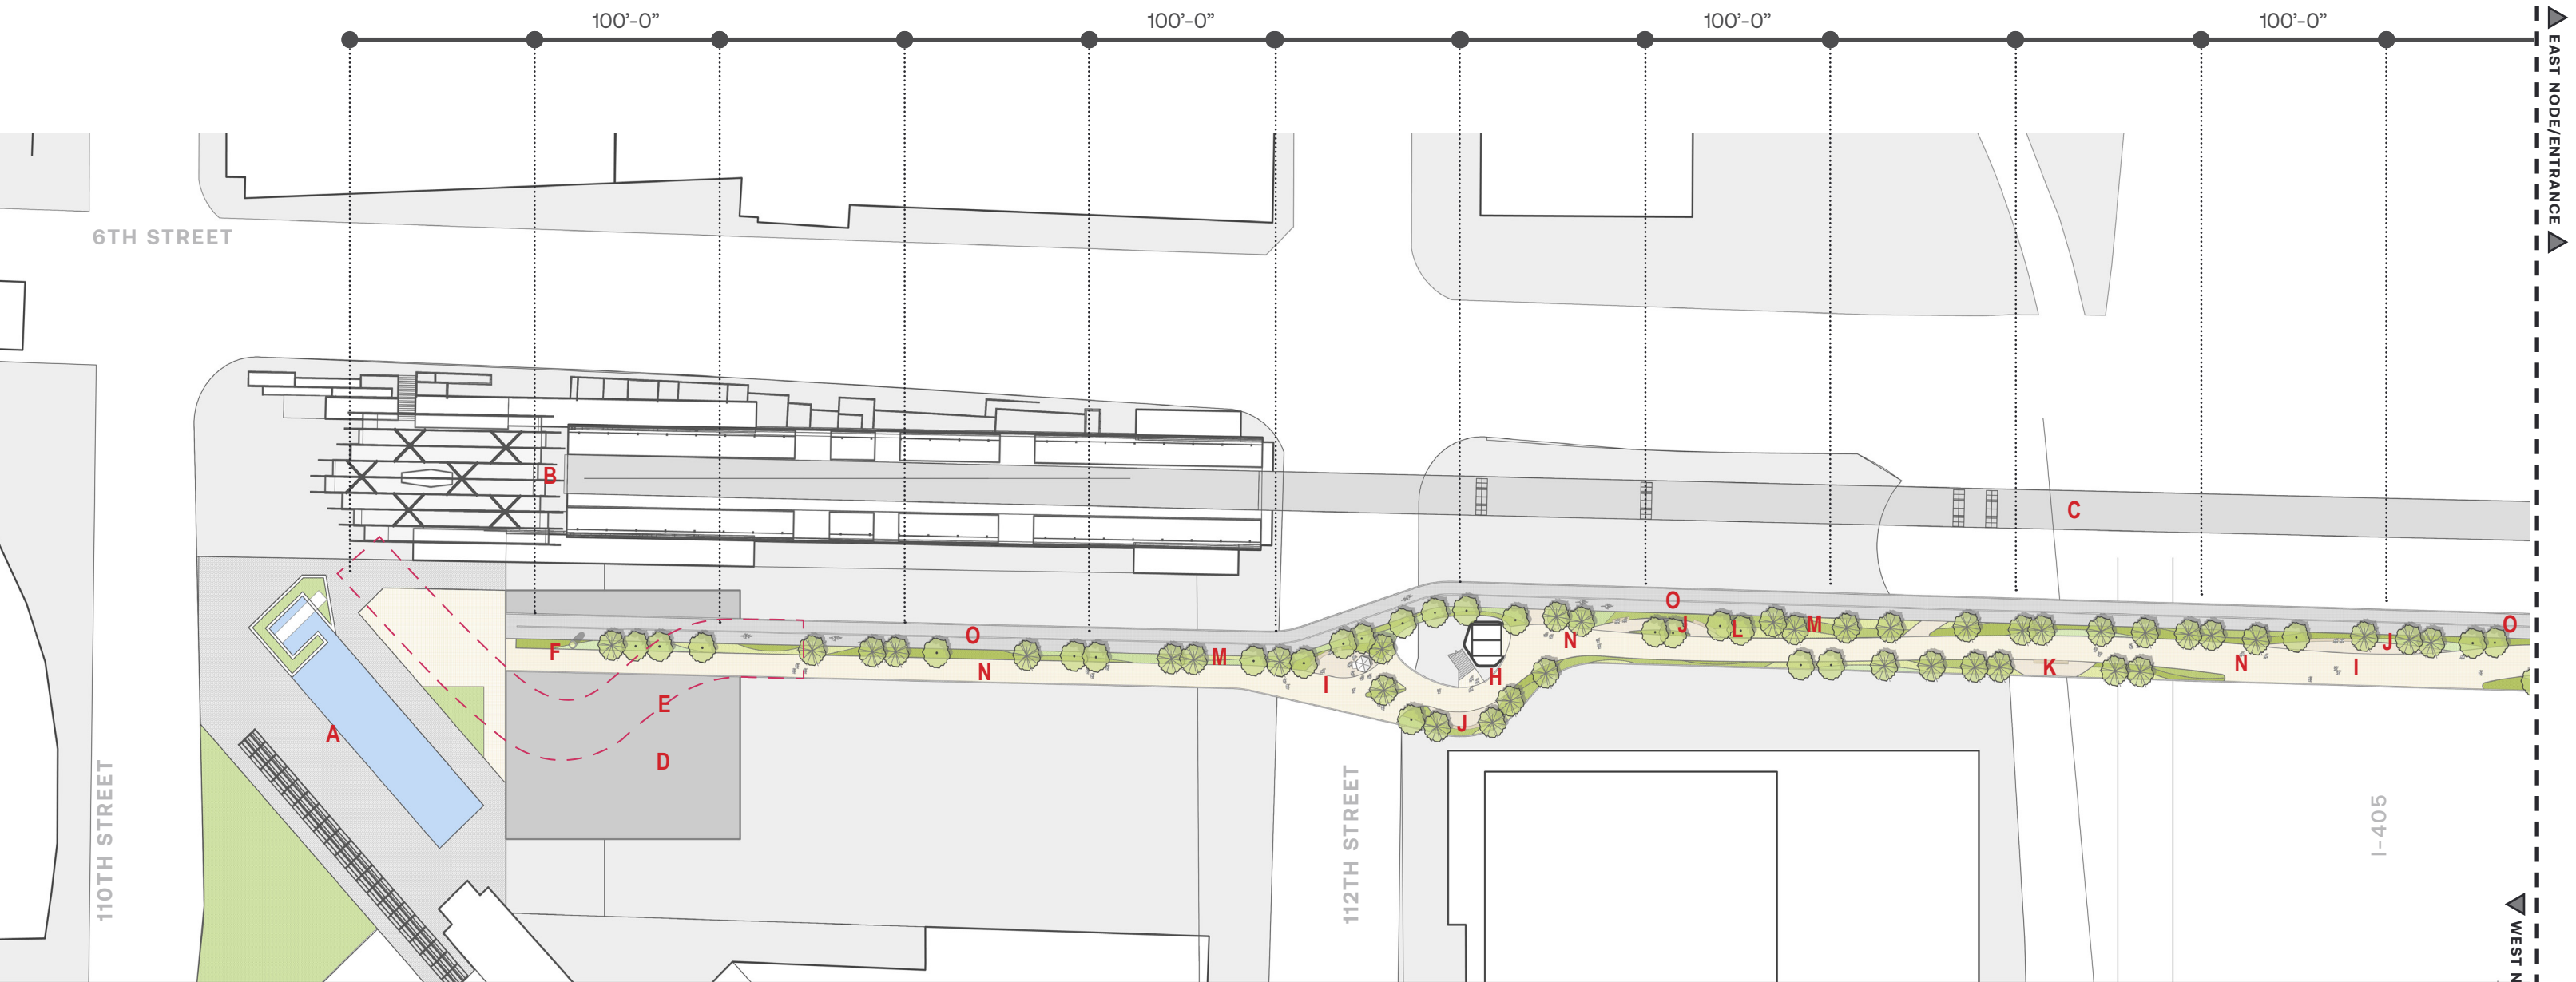 100'-0"
100'-0"
100'-0"
100'-0"
EAST NODE/ENTRANCE
6TH STREET
B
C
O
O
J
L
M
O
N
J
F
M
N
K
N
I
H
I
E
J
A
D
110TH STREET
112TH STREET
I-405
WEST N